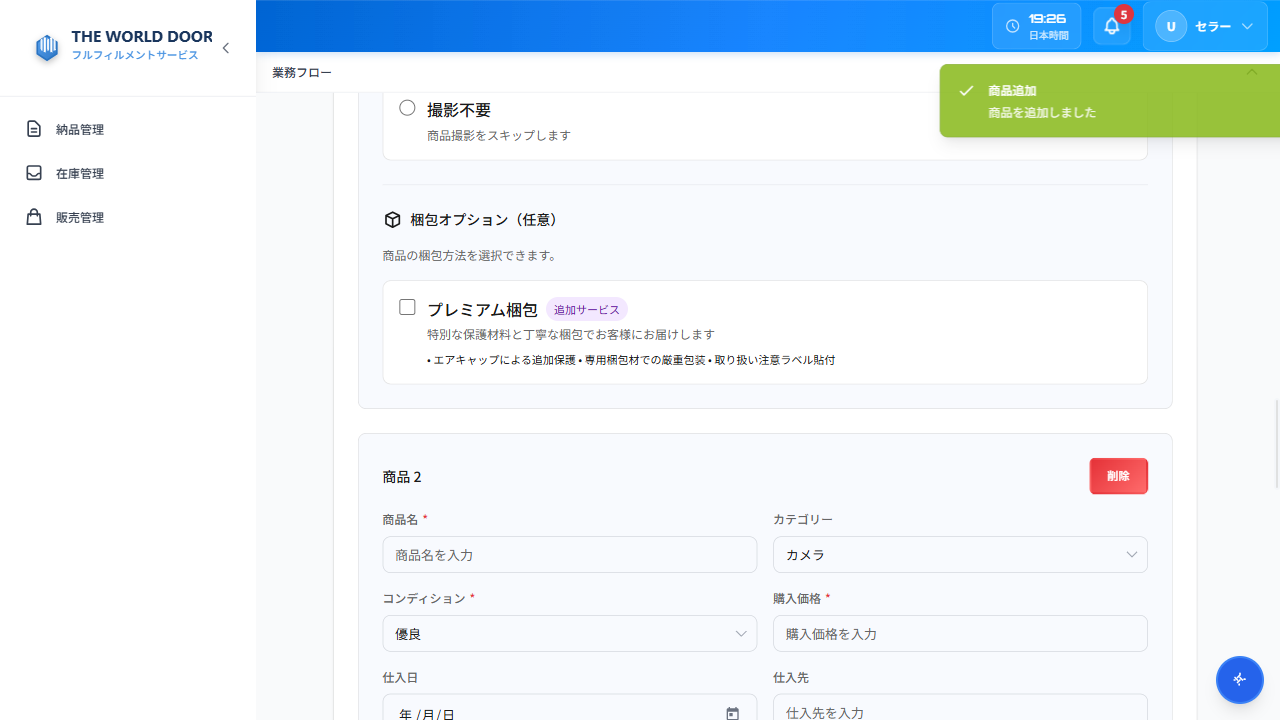 THE WORLD DOOR
フルフィルメントサービス
19:26
日本時間
5
U
セラー
業務フロー
商品追加
商品を追加しました
納品管理
在庫管理
販売管理
撮影不要
商品撮影をスキップします
梱包オプション（任意）
商品の梱包方法を選択できます。
プレミアム梱包 追加サービス
特別な保護材料と丁寧な梱包でお客様にお届けします
• エアキャップによる追加保護 • 専用梱包材での厳重包装 • 取り扱い注意ラベル貼付
商品 2
削除
商品名 *
カテゴリー
商品名を入力
カメラ
コンディション *
購入価格 *
優良
購入価格を入力
仕入日
仕入先
年 /月/日
仕入先を入力